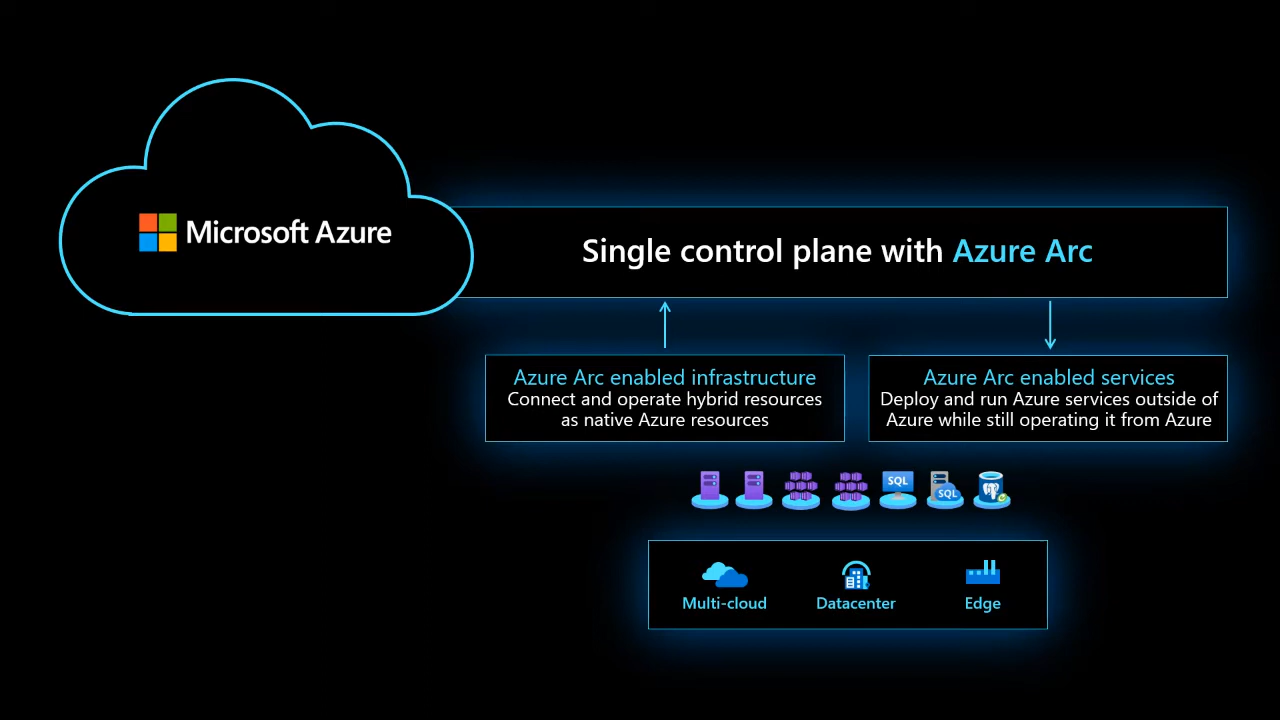 Microsoft Azure
Single control plane with Azure Arc
Azure Arc enabled infrastructure
Connect and operate hybrid resources
as native Azure resources
Azure Arc enabled services
Deploy and run Azure services outside of
Azure while still operating it from Azure
SQL
SQL
Multi-cloud
Datacenter
Edge